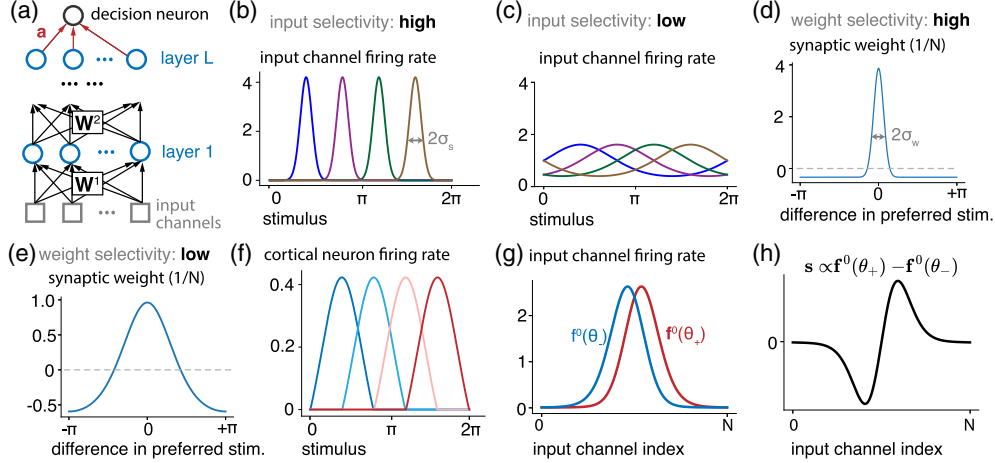 (a)
decision neuron
a
layer L
... ...
W²
layer 1
W¹
input
channels
(b)
input selectivity: high
input channel firing rate
4
2
0
2σₛ
0 π 2π
stimulus
(c)
input selectivity: low
input channel firing rate
4
2
0
0 π 2π
stimulus
(d)
weight selectivity: high
synaptic weight (1/N)
4
2
0
2σ_w
-π 0 +π
difference in preferred stim.
(e)
weight selectivity: low
synaptic weight (1/N)
1.0
0
-0.5
-π 0 +π
difference in preferred stim.
(f)
cortical neuron firing rate
0.4
0.2
0
0 π 2π
stimulus
(g)
input channel firing rate
2
1
0
f⁰(θ₋)
f⁰(θ₊)
0 N
input channel index
(h)
s ∝ f⁰(θ₊) − f⁰(θ₋)
0
0 N
input channel index